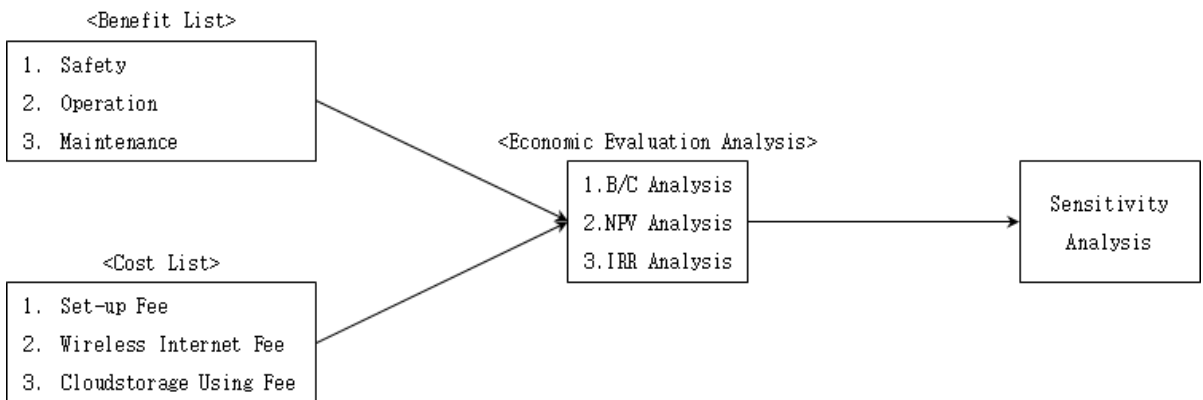 <Benefit List>
1. Safety
2. Operation
3. Maintenance
<Economic Evaluation Analysis>
1.B/C Analysis
2.NPV Analysis
3.IRR Analysis
Sensitivity
Analysis
<Cost List>
1. Set-up Fee
2. Wireless Internet Fee
3. Cloudstorage Using Fee